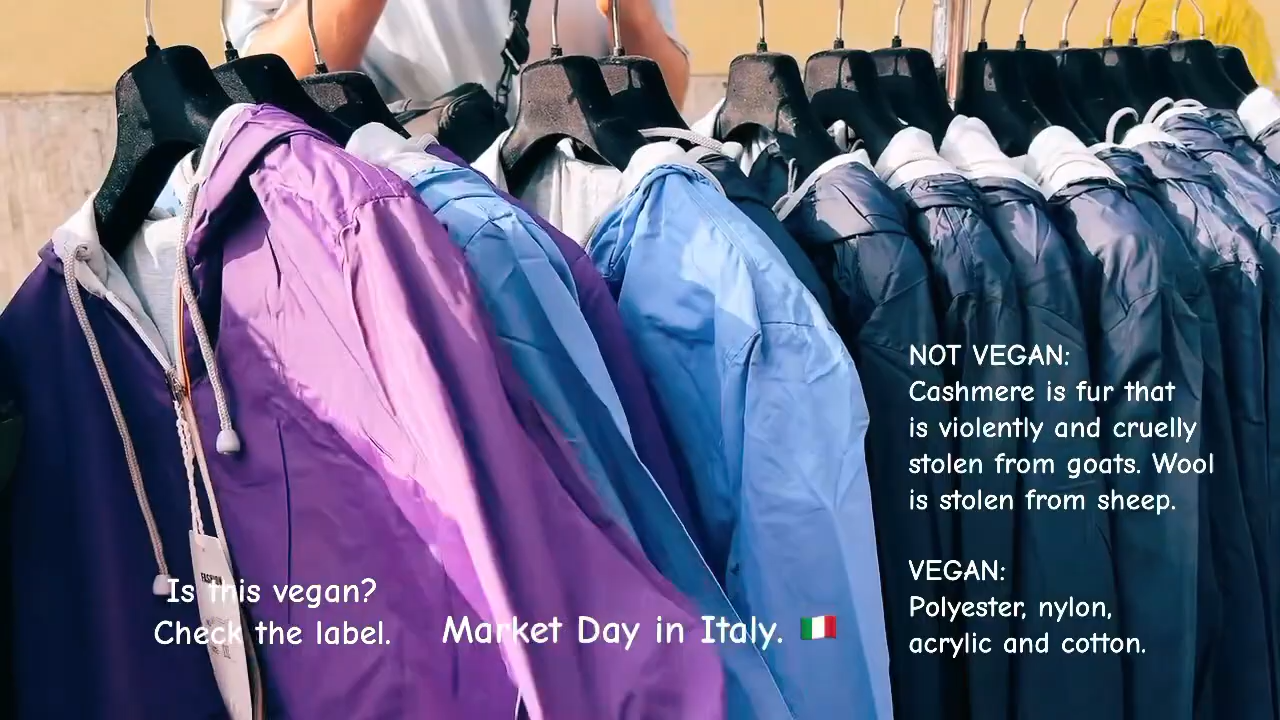 NOT VEGAN:
Cashmere is fur that
is violently and cruelly
stolen from goats. Wool
is stolen from sheep.
VEGAN:
Polyester, nylon,
acrylic and cotton.
FASHION
Is this vegan?
Check the label.
Market Day in Italy. 🇮🇹